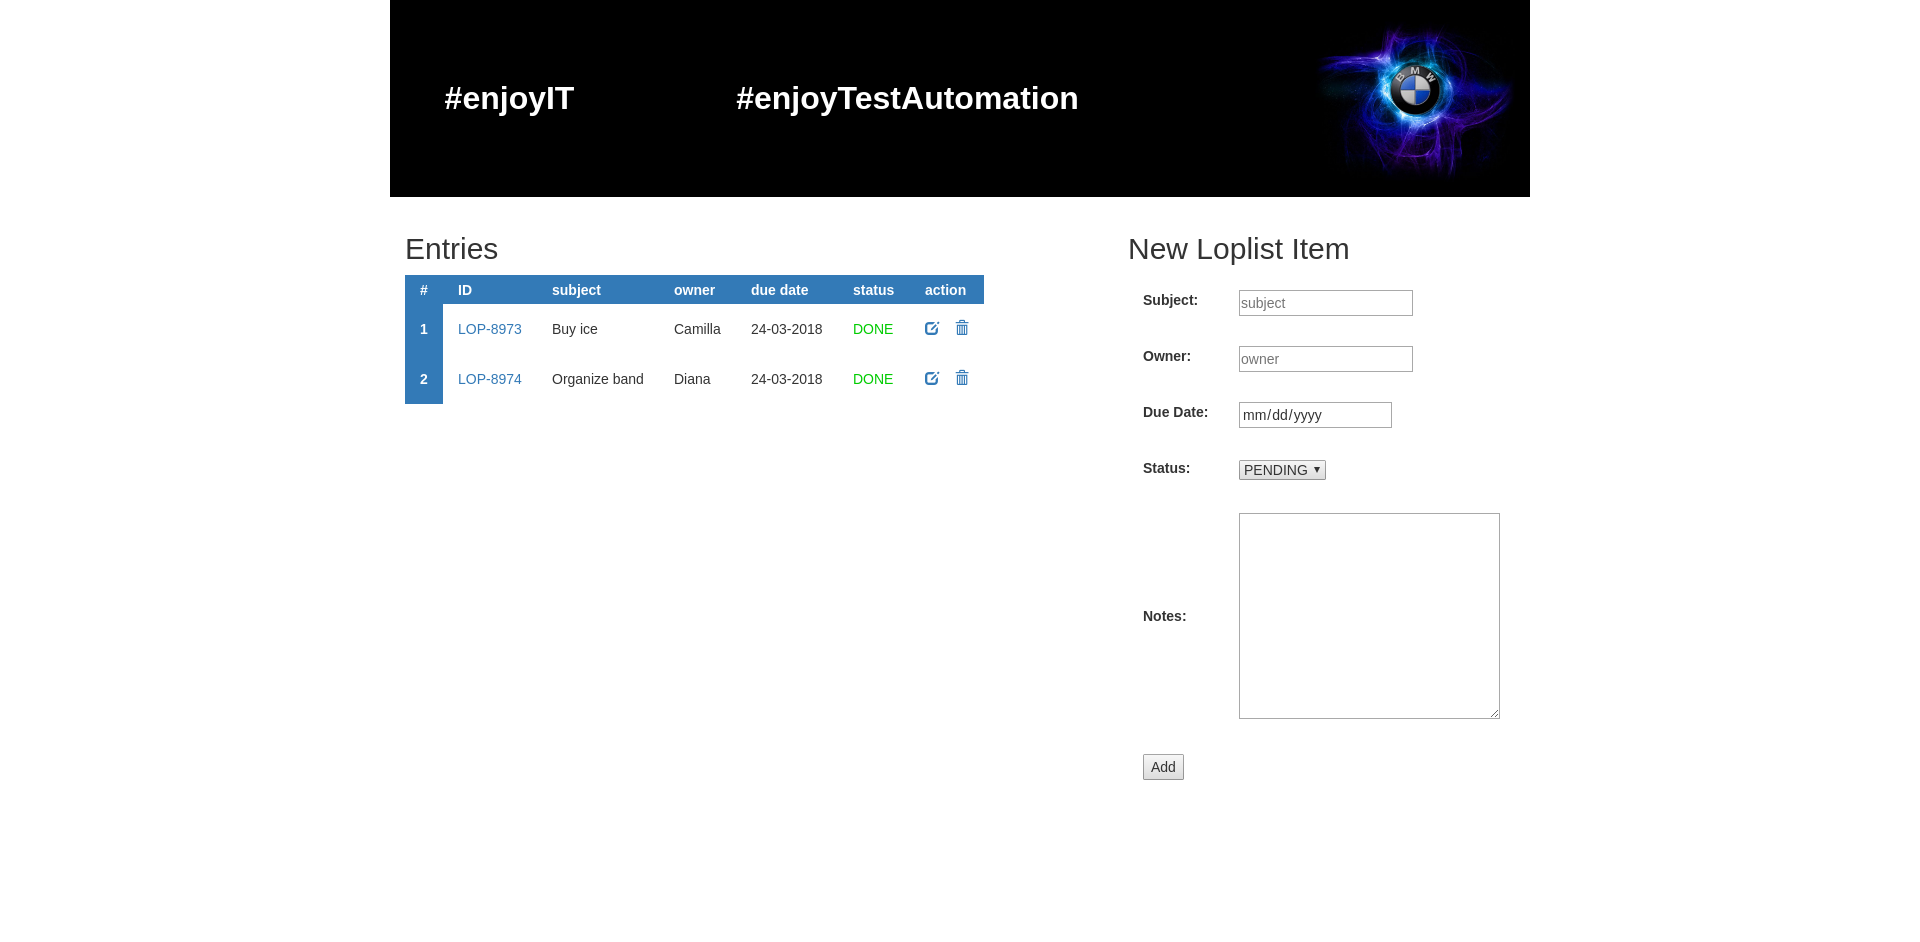 #enjoyIT #enjoyTestAutomation
B M W
Entries
# ID subject owner due date status action
1 LOP-8973 Buy ice Camilla 24-03-2018 DONE
2 LOP-8974 Organize band Diana 24-03-2018 DONE
New Loplist Item
Subject: subject
Owner: owner
Due Date: mm/dd/yyyy
Status: PENDING
Notes:
Add